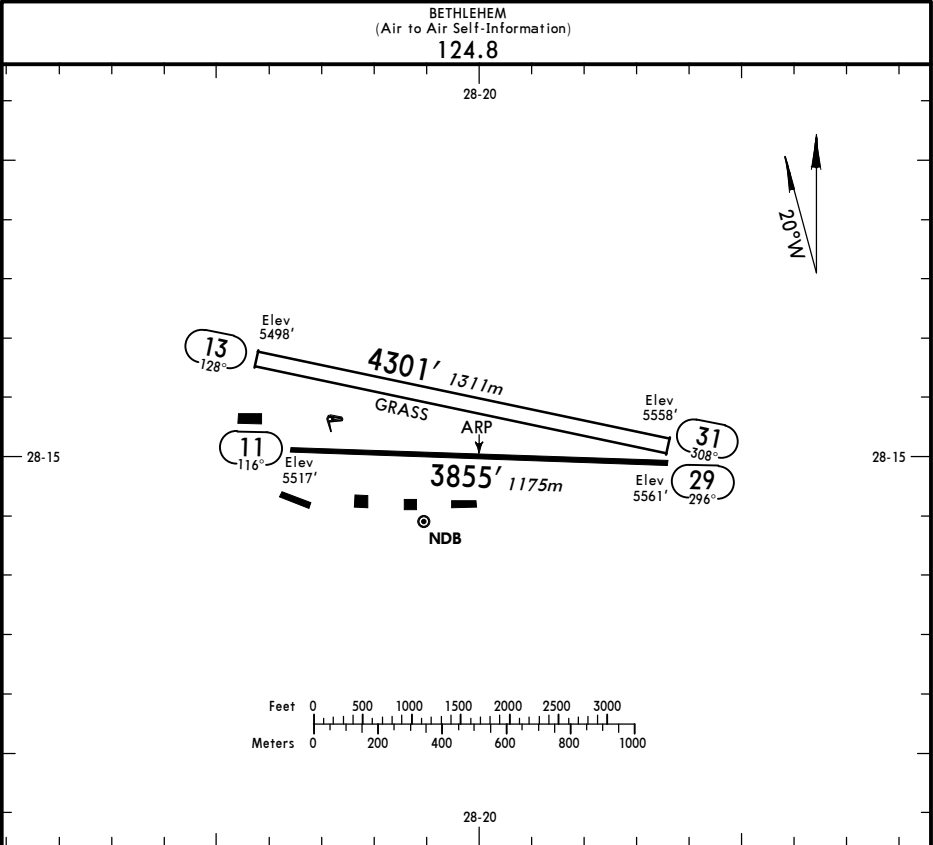 BETHLEHEM
(Air to Air Self-Information)
124.8
28-20
20°W
Elev
5498'
13
128°
4301' 1311m
GRASS
Elev
5558'
ARP
31
308°
28-15
11
116°
Elev
5517'
3855' 1175m
Elev
5561'
29
296°
28-15
NDB
Feet 0 500 1000 1500 2000 2500 3000
Meters 0 200 400 600 800 1000
28-20